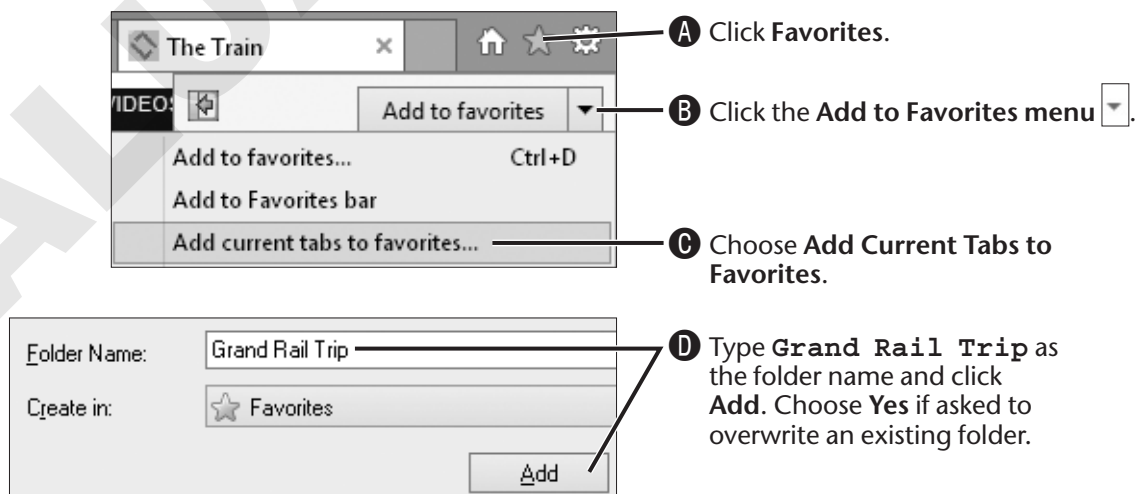 The Train
A Click Favorites.
VIDEOS
Add to favorites
B Click the Add to Favorites menu .
Add to favorites... Ctrl+D
Add to Favorites bar
Add current tabs to favorites...
C Choose Add Current Tabs to
Favorites.
Folder Name: Grand Rail Trip
Create in: Favorites
Add
D Type Grand Rail Trip as
the folder name and click
Add. Choose Yes if asked to
overwrite an existing folder.